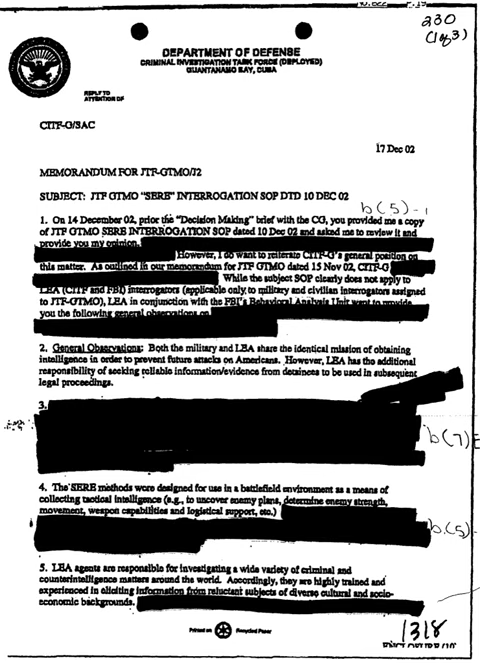 230
(1 of 3)
DEPARTMENT OF DEFENSE
CRIMINAL INVESTIGATION TASK FORCE (DEPLOYED)
GUANTANAMO BAY, CUBA
REPLY TO
ATTENTION OF
CITF-G/SAC
17 Dec 02
MEMORANDUM FOR JTF-GTMO/J2
SUBJECT: JTF GTMO "SERE" INTERROGATION SOP DTD 10 DEC 02
b(5)-1
1. On 14 December 02, prior the "Decision Making" brief with the CG, you provided me a copy
of JTF GTMO SERE INTERROGATION SOP dated 10 Dec 02 and asked me to review it and
provide you my opinion.
However, I do want to reiterate CITF-G's general position on
this matter. As outlined in our memorandum for JTF GTMO dated 15 Nov 02, CITF-G
While the subject SOP clearly does not apply to
LEA (CITF and FBI) interrogators (applicable only to military and civilian interrogators assigned
to JTF-GTMO), LEA in conjunction with the FBI's Behavioral Analysis Unit want to provide
you the following general observations on
2. General Observations: Both the military and LEA share the identical mission of obtaining
intelligence in order to prevent future attacks on Americans. However, LEA has the additional
responsibility of seeking reliable information/evidence from detainees to be used in subsequent
legal proceedings.
3.
b(7)
4. The SERE methods were designed for use in a battlefield environment as a means of
collecting tactical intelligence (e.g., to uncover enemy plans, determine enemy strength,
movement, weapon capabilities and logistical support, etc.)
b(5)-
5. LEA agents are responsible for investigating a wide variety of criminal and
counterintelligence matters around the world. Accordingly, they are highly trained and
experienced in eliciting information from reluctant subjects of diverse cultural and socio-
economic backgrounds.
Printed on Recycled Paper
1318